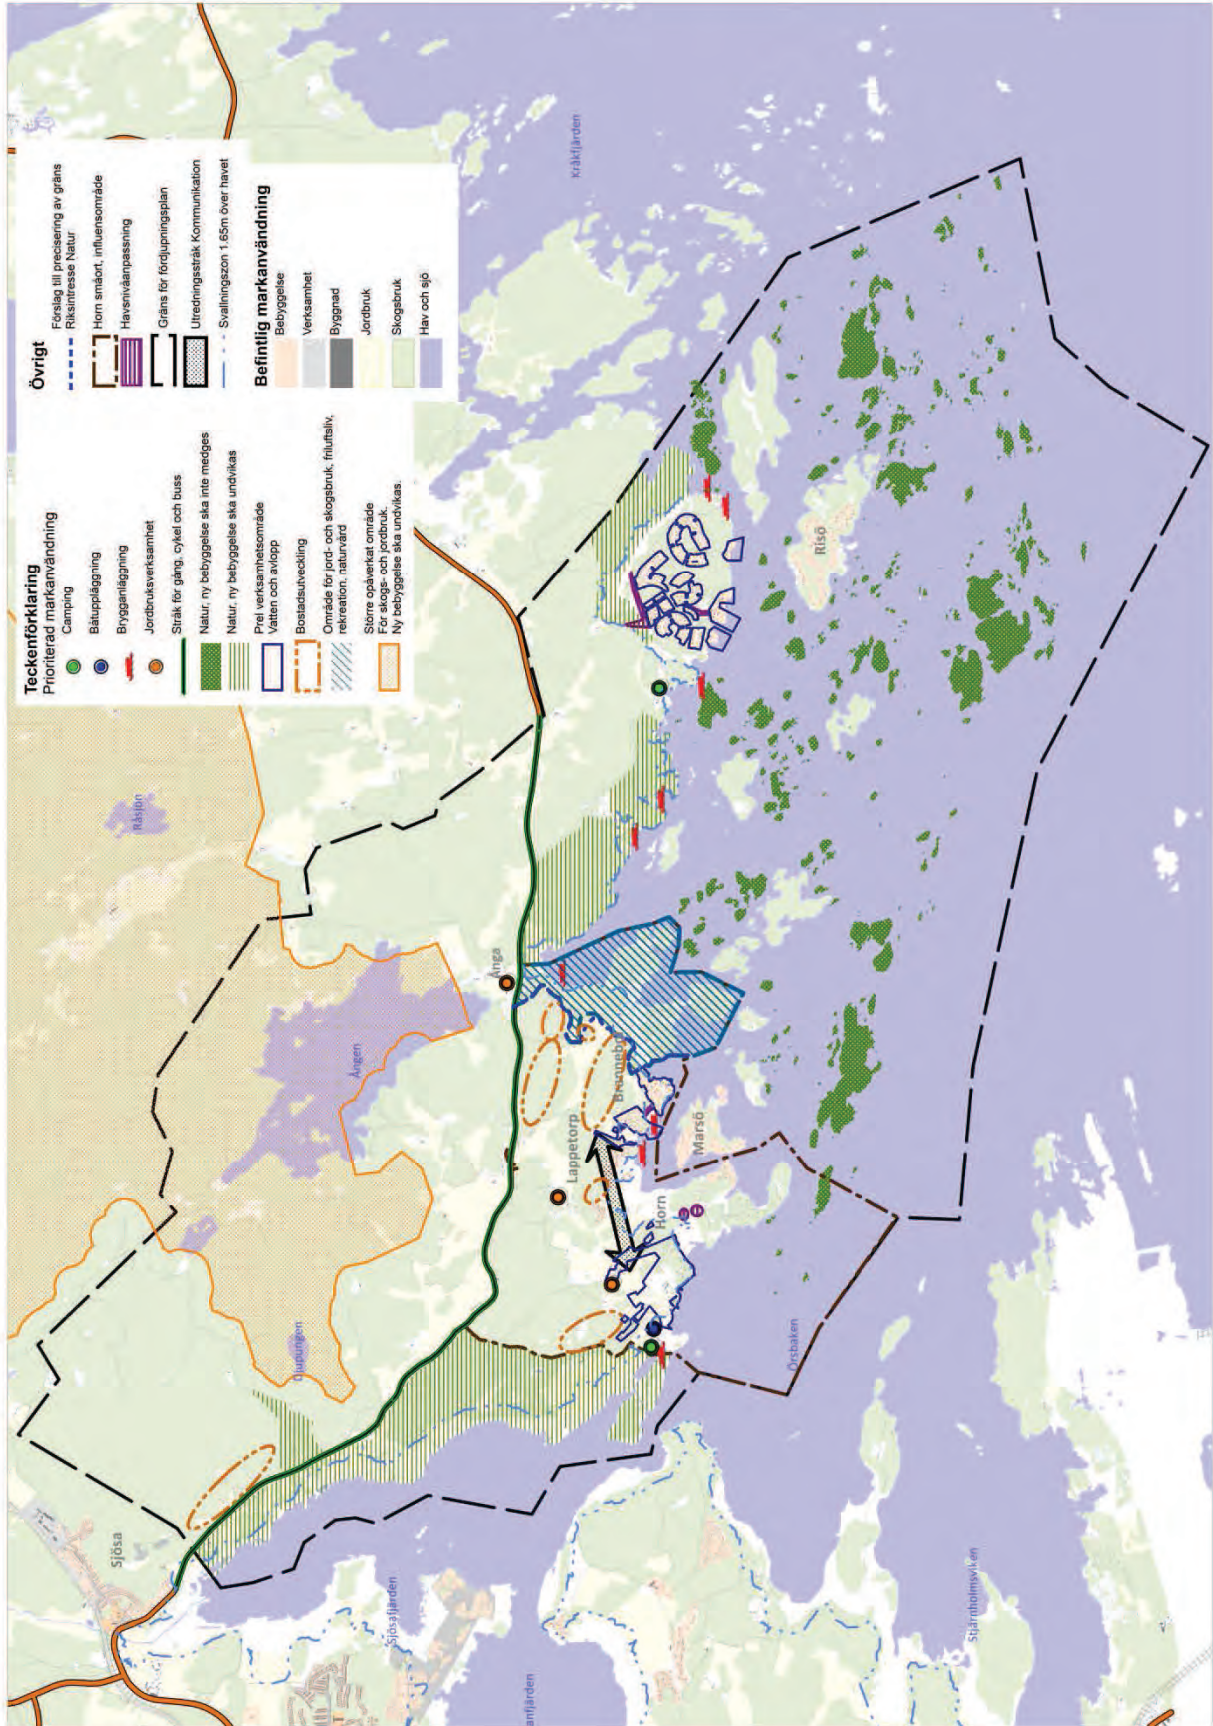 Teckenförklaring
Prioriterad markanvändning
Camping
Båtuppläggning
Brygganläggning
Jordbruksverksamhet
Stråk för gång, cykel och buss
Natur, ny bebyggelse ska inte medges
Natur, ny bebyggelse ska undvikas
Prel verksamhetsområde
Vatten och avlopp
Bostadsutveckling
Område för jord- och skogsbruk, friluftsliv,
rekreation, naturvård
Större opåverkat område
För skogs- och jordbruk.
Ny bebyggelse ska undvikas.
Övrigt
Förslag till precisering av gräns
Riksintresse Natur
Horn småort, influensområde
Havsnivåanpassning
Gräns för fördjupningsplan
Utredningsstråk Kommunikation
Svallningszon 1.65m över havet
Befintlig markanvändning
Bebyggelse
Verksamhet
Byggnad
Jordbruk
Skogsbruk
Hav och sjö
Kråkfjärden
Råsjön
Risö
Ånga
Ången
Brunnebo
Lappetorp
Marsö
Horn
Djupungen
Örsbaken
Sjösa
Sjösafjärden
Stjärnholmsviken
anfjärden